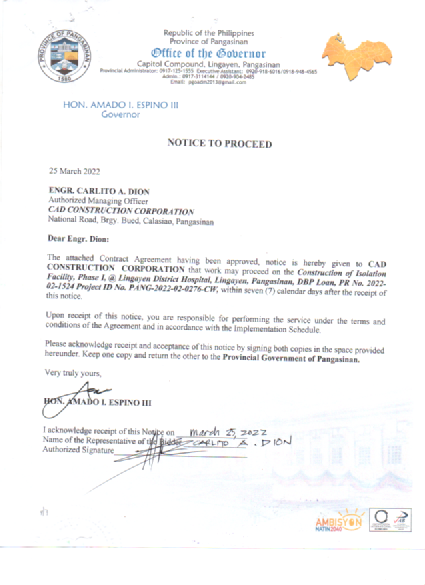 Republic of the Philippines
Province of Pangasinan
Office of the Governor
Capitol Compound, Lingayen, Pangasinan
HON. AMADO I. ESPINO III
Governor
NOTICE TO PROCEED
25 March 2022
ENGR. CARLITO A. DION
Authorized Managing Officer
CAD CONSTRUCTION CORPORATION
National Road, Brgy. Bued, Calasiao, Pangasinan
Dear Engr. Dion:
The attached Contract Agreement having been approved, notice is hereby given to CAD
CONSTRUCTION CORPORATION that work may proceed on the Construction of Isolation
Facility, Phase I, @ Lingayen District Hospital, Lingayen, Pangasinan, DBP Loan, PR No. 2022-
02-1524 Project ID No. PANG-2022-02-0276-CW, within seven (7) calendar days after the receipt of
this notice.
Upon receipt of this notice, you are responsible for performing the service under the terms and
conditions of the Agreement and in accordance with the Implementation Schedule.
Please acknowledge receipt and acceptance of this notice by signing both copies in the space provided
hereunder. Keep one copy and return the other to the Provincial Government of Pangasinan.
Very truly yours,
HON. AMADO I. ESPINO III
I acknowledge receipt of this Notice on March 25, 2022
Name of the Representative of the Bidder CARLITO A. DION
Authorized Signature
AMBISYON
NATIN 2040